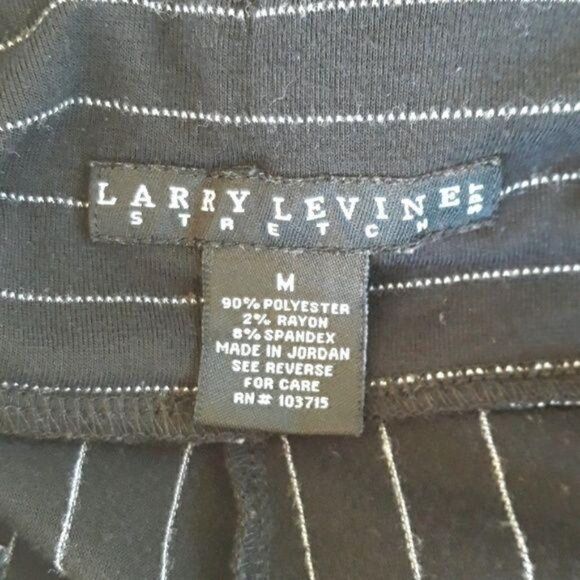 LARRY LEVINE
STRETCH
M
90% POLYESTER
2% RAYON
8% SPANDEX
MADE IN JORDAN
SEE REVERSE
FOR CARE
RN# 103715